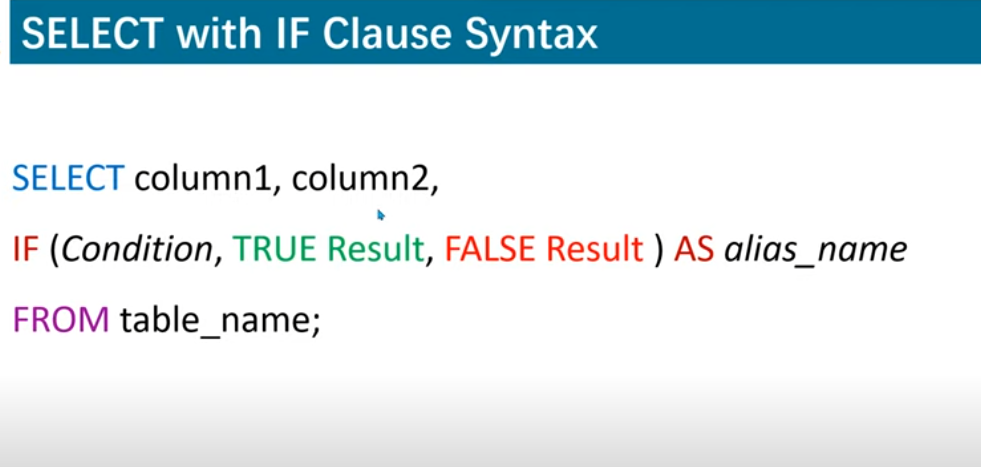 SELECT with IF Clause Syntax
SELECT column1, column2,
IF (Condition, TRUE Result, FALSE Result ) AS alias_name
FROM table_name;